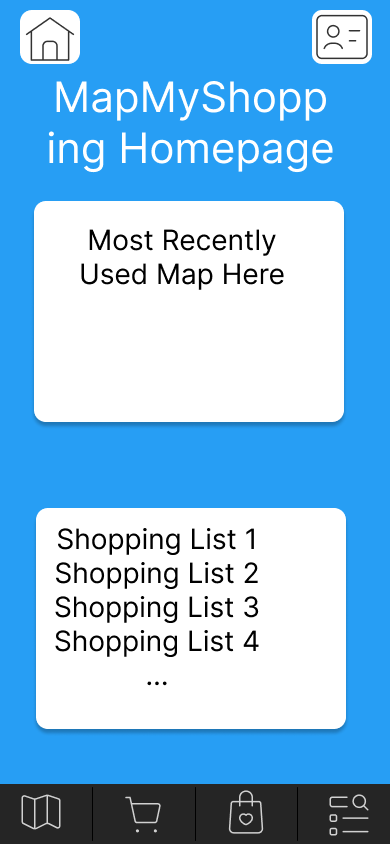 MapMyShopp
ing Homepage
Most Recently
Used Map Here
Shopping List 1
Shopping List 2
Shopping List 3
Shopping List 4
...